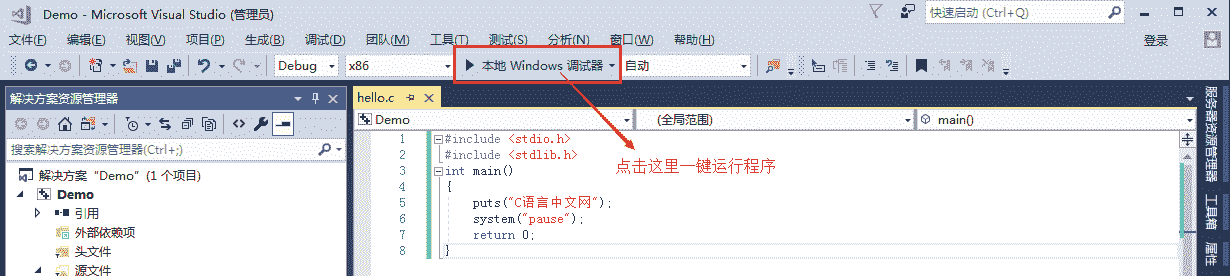 Demo - Microsoft Visual Studio (管理员)
快速启动 (Ctrl+Q)
文件(F) 编辑(E) 视图(V) 项目(P) 生成(B) 调试(D) 团队(M) 工具(T) 测试(S) 分析(N) 窗口(W) 帮助(H)
登录
Debug x86 本地 Windows 调试器 自动
解决方案资源管理器
搜索解决方案资源管理器(Ctrl+;)
解决方案 "Demo" (1 个项目)
Demo
引用
外部依赖项
头文件
源文件
hello.c
Demo (全局范围) main()
1 #include <stdio.h>
2 #include <stdlib.h>
3 int main()
4 {
5 puts("C语言中文网");
6 system("pause");
7 return 0;
8 }
点击这里一键运行程序
服务器资源管理器
工具箱
属性